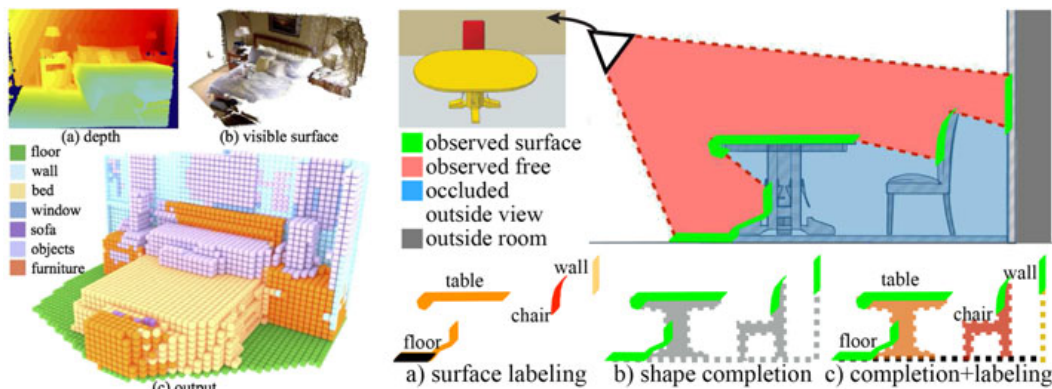 (a) depth
(b) visible surface
floor
wall
bed
window
sofa
objects
furniture
(c) output
observed surface
observed free
occluded
outside view
outside room
table
wall
chair
floor
a) surface labeling
b) shape completion
table
wall
chair
floor
c) completion+labeling